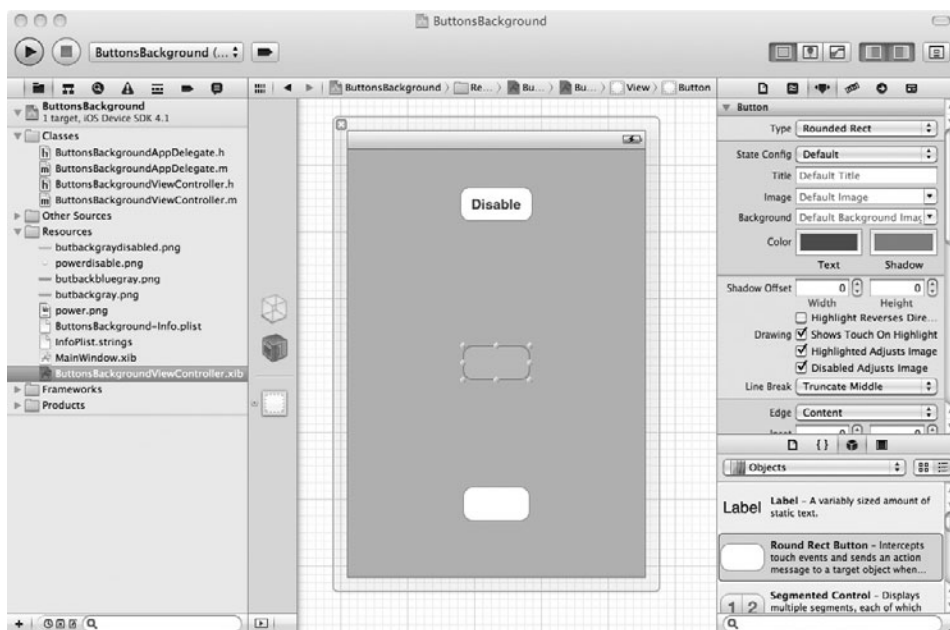 ButtonsBackground
ButtonsBackground (...
ButtonsBackground
Re...
Bu...
Bu...
View
Button
ButtonsBackground
1 target, iOS Device SDK 4.1
Classes
ButtonsBackgroundAppDelegate.h
ButtonsBackgroundAppDelegate.m
ButtonsBackgroundViewController.h
ButtonsBackgroundViewController.m
Other Sources
Resources
butbackgraydisabled.png
powerdisable.png
butbackbluegray.png
butbackgray.png
power.png
ButtonsBackground-Info.plist
InfoPlist.strings
MainWindow.xib
ButtonsBackgroundViewController.xib
Frameworks
Products
Disable
Button
Type Rounded Rect
State Config Default
Title Default Title
Image Default Image
Background Default Background Imag
Color
Text Shadow
Shadow Offset 0 0
Width Height
Highlight Reverses Dire...
Drawing Shows Touch On Highlight
Highlighted Adjusts Image
Disabled Adjusts Image
Line Break Truncate Middle
Edge Content
Inset 0 0
Objects
Label Label – A variably sized amount of
static text.
Round Rect Button – Intercepts
touch events and sends an action
message to a target object when...
Segmented Control – Displays
1 2 multiple segments, each of which